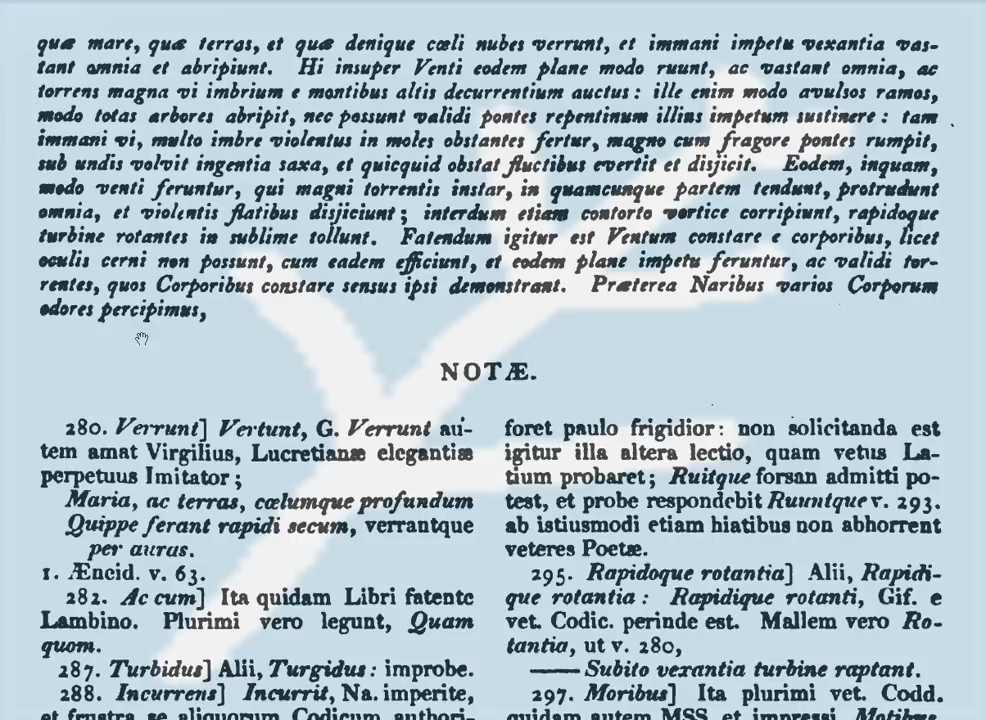 quæ mare, quæ terras, et quæ denique cœli nubes verrunt, et immani impetu vexantia vas-
tant omnia et abripiunt. Hi insuper Venti eodem plane modo ruunt, ac vastant omnia, ac
torrens magna vi imbrium e montibus altis decurrentium auctus: ille enim modo avulsos ramos,
modo totas arbores abripit, nec possunt validi pontes repentinum illius impetum sustinere: tam
immani vi, multo imbre violentus in moles obstantes fertur, magno cum fragore pontes rumpit,
sub undis volvit ingentia saxa, et quicquid obstat fluctibus evertit et disjicit. Eodem, inquam,
modo venti feruntur, qui magni torrentis instar, in quamcunque partem tendunt, protrudunt
omnia, et violentis flatibus disjiciunt; interdum etiam contorto vortice corripiunt, rapidoque
turbine rotantes in sublime tollunt. Fatendum igitur est Ventum constare e corporibus, licet
oculis cerni non possunt, cum eadem efficiunt, et eodem plane impetu feruntur, ac validi tor-
rentes, quos Corporibus constare sensus ipsi demonstrant. Præterea Naribus varios Corporum
odores percipimus,
NOTÆ.
280. Verrunt] Vertunt, G. Verrunt au-
tem amat Virgilius, Lucretianæ elegantiæ
perpetuus Imitator;
Maria, ac terras, cœlumque profundum
Quippe ferant rapidi secum, verrantque
per auras.
1. Æneid. v. 63.
282. Ac cum] Ita quidam Libri fatente
Lambino. Plurimi vero legunt, Quam
quom.
287. Turbidus] Alii, Turgidus: improbe.
288. Incurrens] Incurrit, Na. imperite,
et frustra se aliquorum Codicum authori-
foret paulo frigidior: non solicitanda est
igitur illa altera lectio, quam vetus La-
tium probaret; Ruitque forsan admitti po-
test, et probe respondebit Ruuntque v. 293.
ab istiusmodi etiam hiatibus non abhorrent
veteres Poetæ.
295. Rapidoque rotantia] Alii, Rapidi-
que rotantia: Rapidique rotanti, Gif. e
vet. Codic. perinde est. Mallem vero Ro-
tantia, ut v. 280,
——Subito vexantia turbine raptant.
297. Moribus] Ita plurimi vet. Codd.
quidam autem MSS. et impressi, Motibus